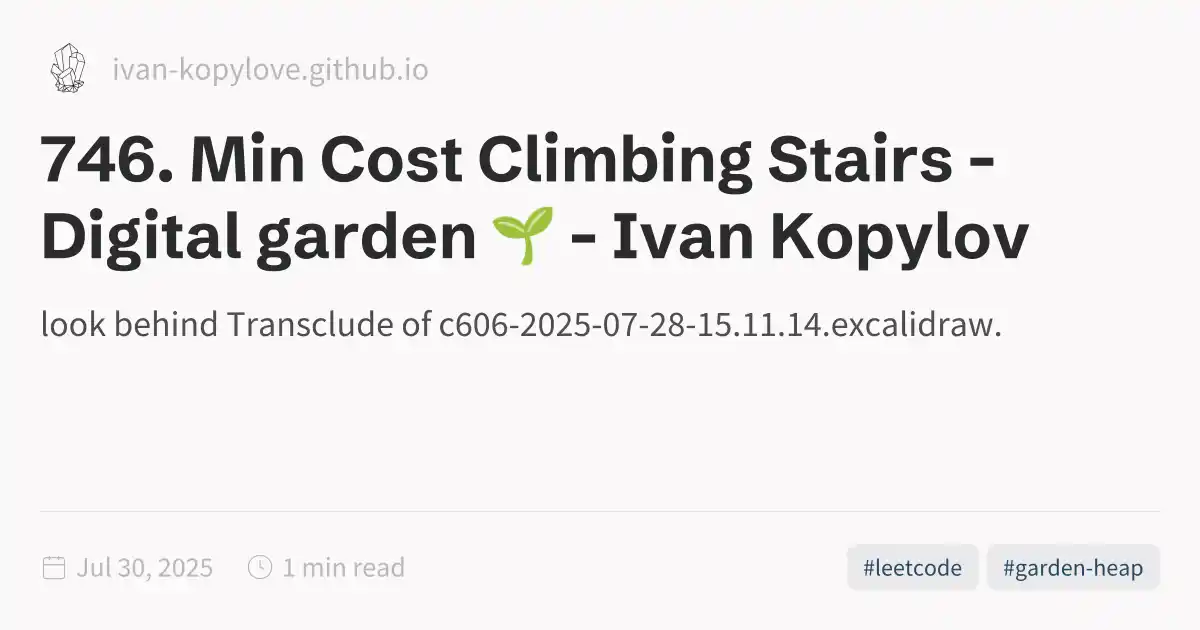 ivan-kopylove.github.io
746. Min Cost Climbing Stairs -
Digital garden 🌱 - Ivan Kopylov
look behind Transclude of c606-2025-07-28-15.11.14.excalidraw.
Jul 30, 2025 1 min read #leetcode #garden-heap